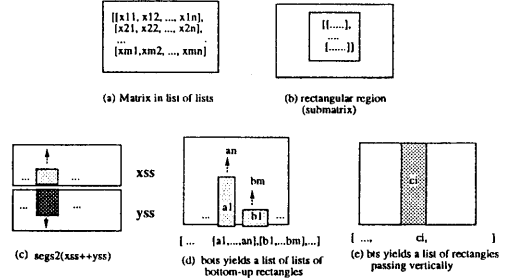 [[x11, x12, ..., x1n],
[x21, x22, ..., x2n],
...
[xm1,xm2, ..., xmn]
(a) Matrix in list of lists
[[.....],
....
[......]]
(b) rectangular region
(submatrix)
... ...
xss
... ...
yss
(c) segs2(xss++yss)
an
bm
... a1 b1 ...
[ ... [a1,...,an],[b1,...bm],...]
(d) bots yields a list of lists of
bottom-up rectangles
ci
[ ..., ci, ]
(e) bts yields a list of rectangles
passing vertically